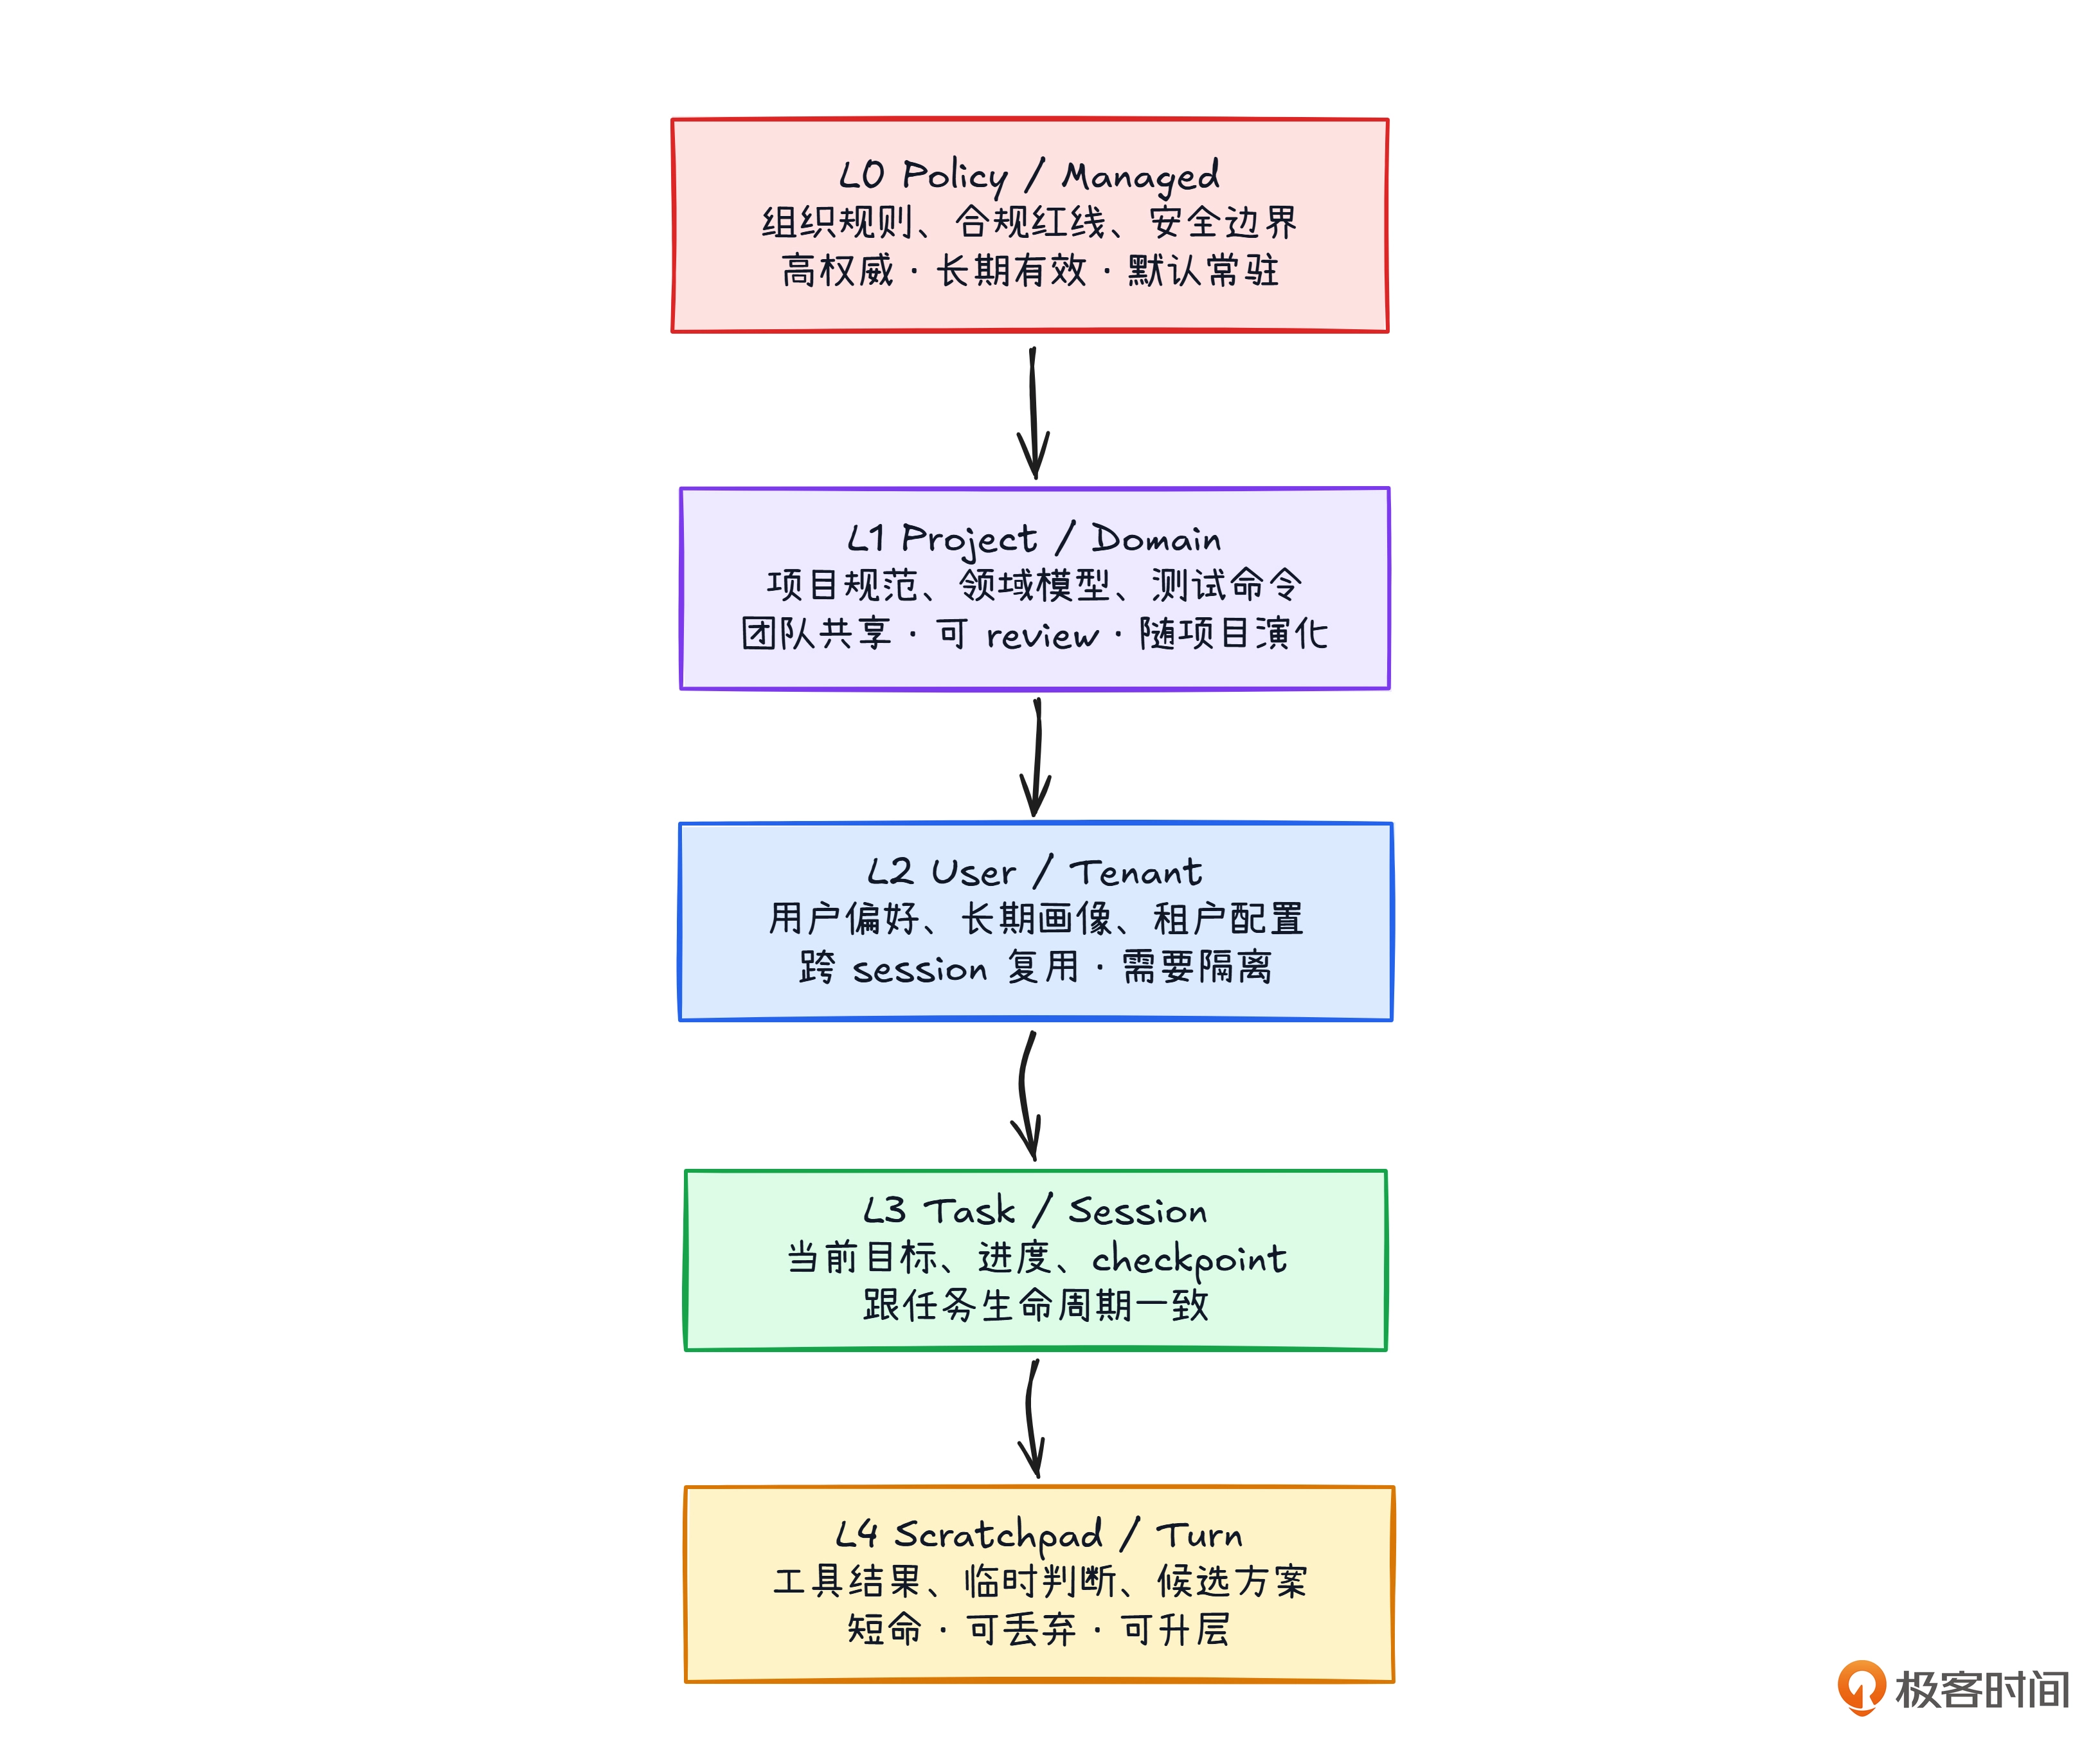 L0 Policy / Managed
组织规则、合规红线、安全边界
高权威 · 长期有效 · 默认常驻
L1 Project / Domain
项目规范、领域模型、测试命令
团队共享 · 可 review · 随项目演化
L2 User / Tenant
用户偏好、长期画像、租户配置
跨 session 复用 · 需要隔离
L3 Task / Session
当前目标、进度、checkpoint
跟任务生命周期一致
L4 Scratchpad / Turn
工具结果、临时判断、候选方案
短命 · 可丢弃 · 可升层
极客时间